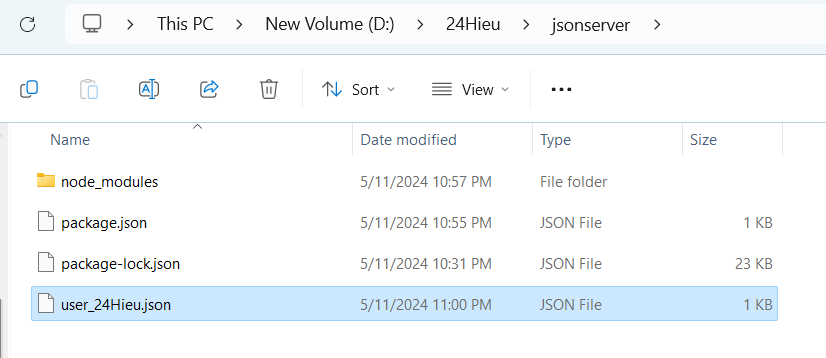 This PC > New Volume (D:) > 24Hieu > jsonserver >
Sort View
Name Date modified Type Size
node_modules 5/11/2024 10:57 PM File folder
package.json 5/11/2024 10:55 PM JSON File 1 KB
package-lock.json 5/11/2024 10:31 PM JSON File 23 KB
user_24Hieu.json 5/11/2024 11:00 PM JSON File 1 KB